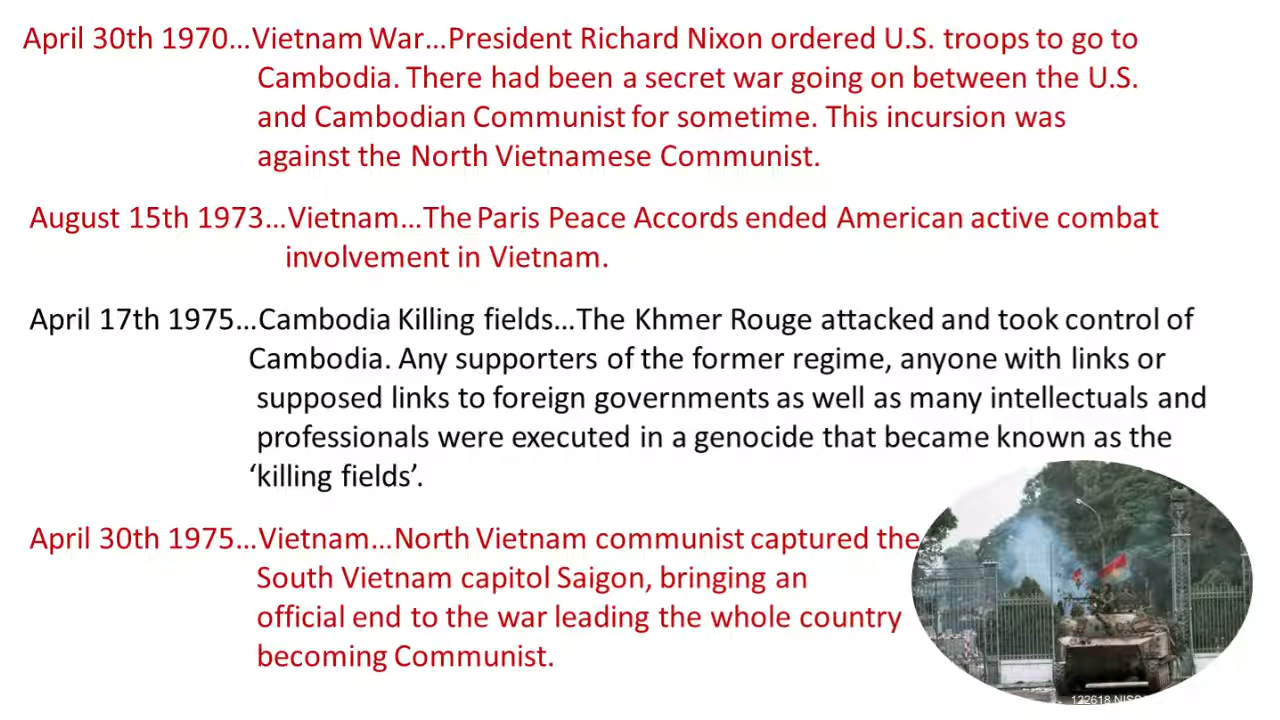 April 30th 1970…Vietnam War…President Richard Nixon ordered U.S. troops to go to
Cambodia. There had been a secret war going on between the U.S.
and Cambodian Communist for sometime. This incursion was
against the North Vietnamese Communist.
August 15th 1973…Vietnam…The Paris Peace Accords ended American active combat
involvement in Vietnam.
April 17th 1975…Cambodia Killing fields…The Khmer Rouge attacked and took control of
Cambodia. Any supporters of the former regime, anyone with links or
supposed links to foreign governments as well as many intellectuals and
professionals were executed in a genocide that became known as the
‘killing fields’.
April 30th 1975…Vietnam…North Vietnam communist captured the
South Vietnam capitol Saigon, bringing an
official end to the war leading the whole country
becoming Communist.
122618